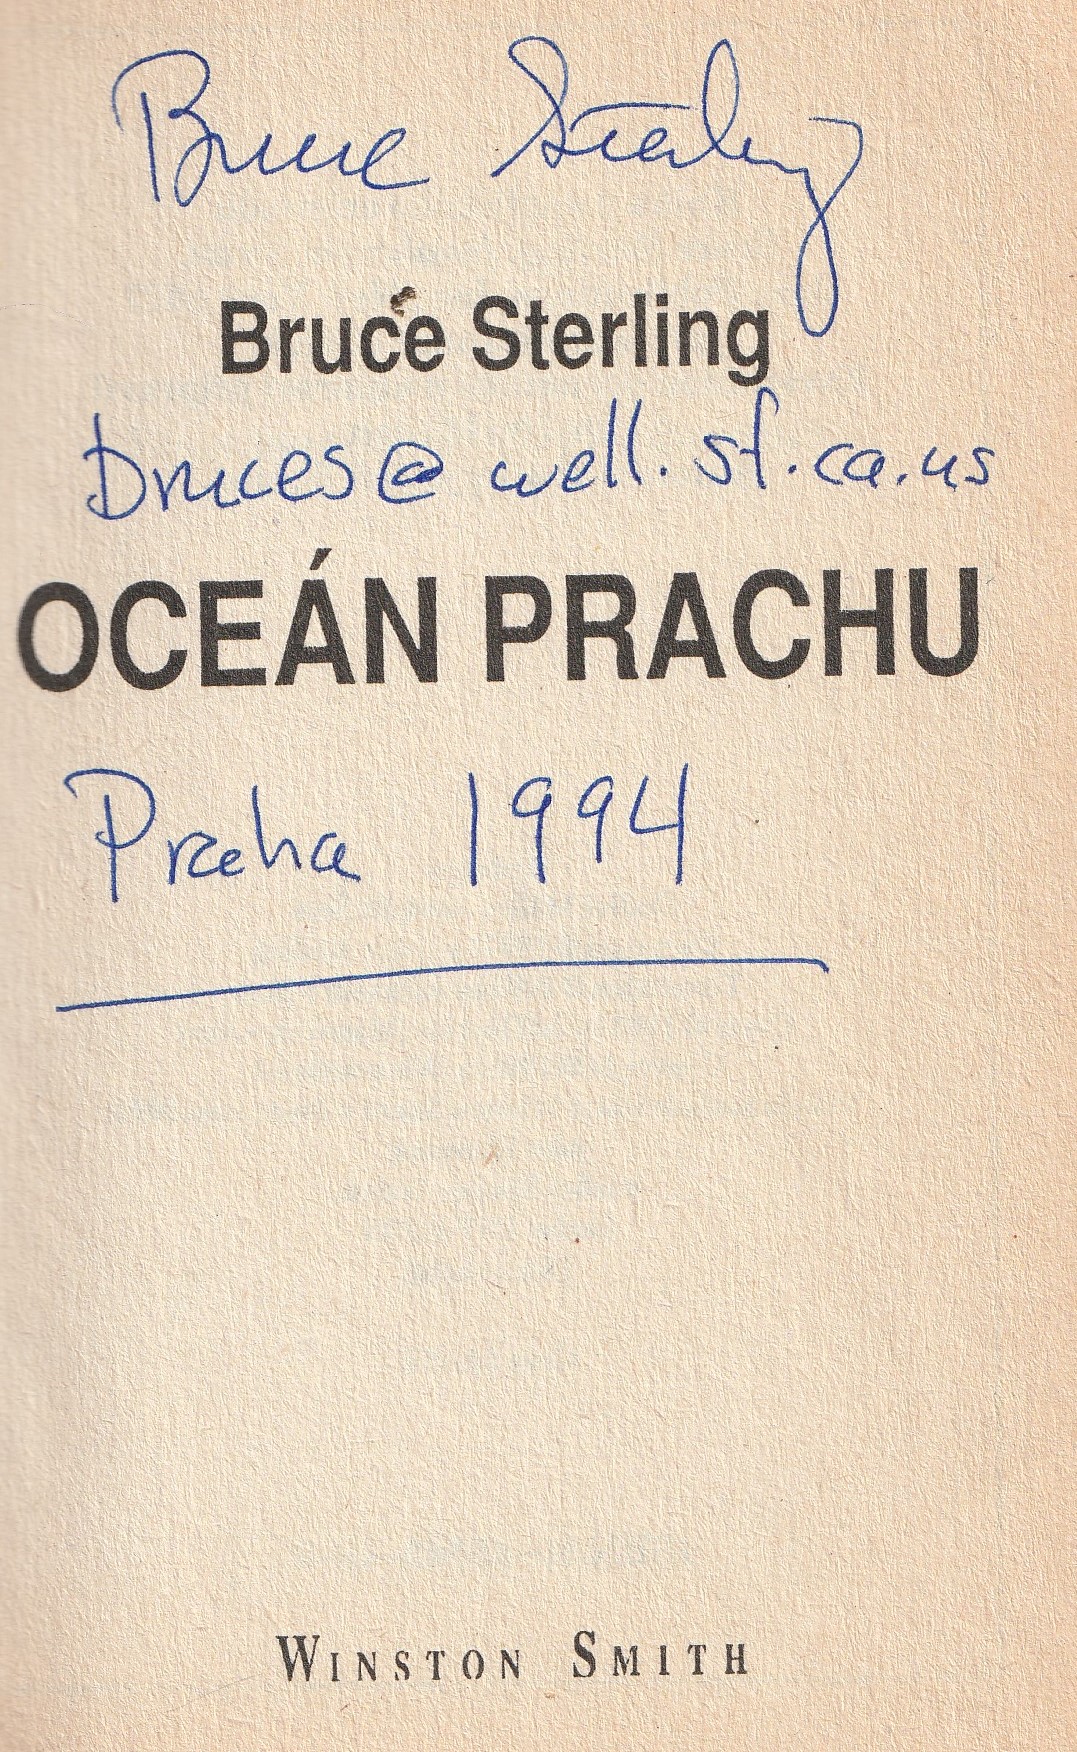 Bruce Sterling
Bruce Sterling
bruces@well.sf.ca.us
OCEÁN PRACHU
Praha 1994
WINSTON SMITH